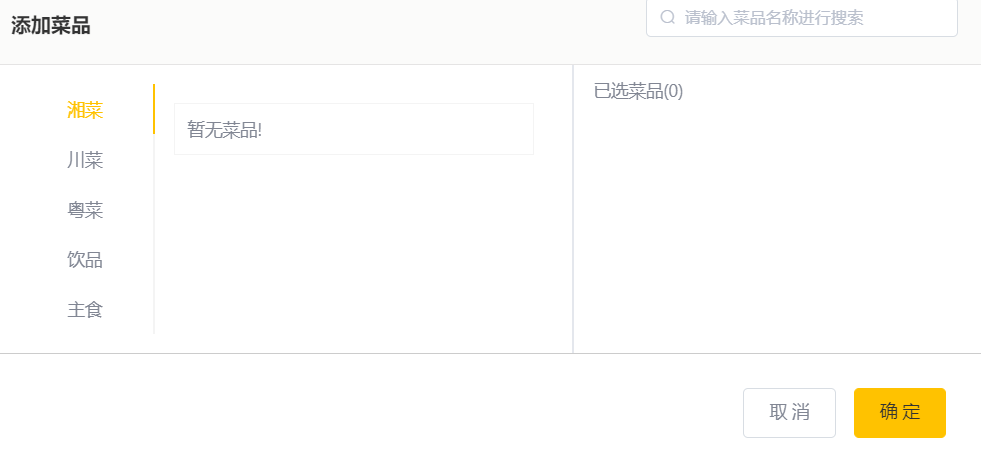 添加菜品
请输入菜品名称进行搜索
湘菜
川菜
粤菜
饮品
主食
暂无菜品!
已选菜品(0)
取 消
确 定